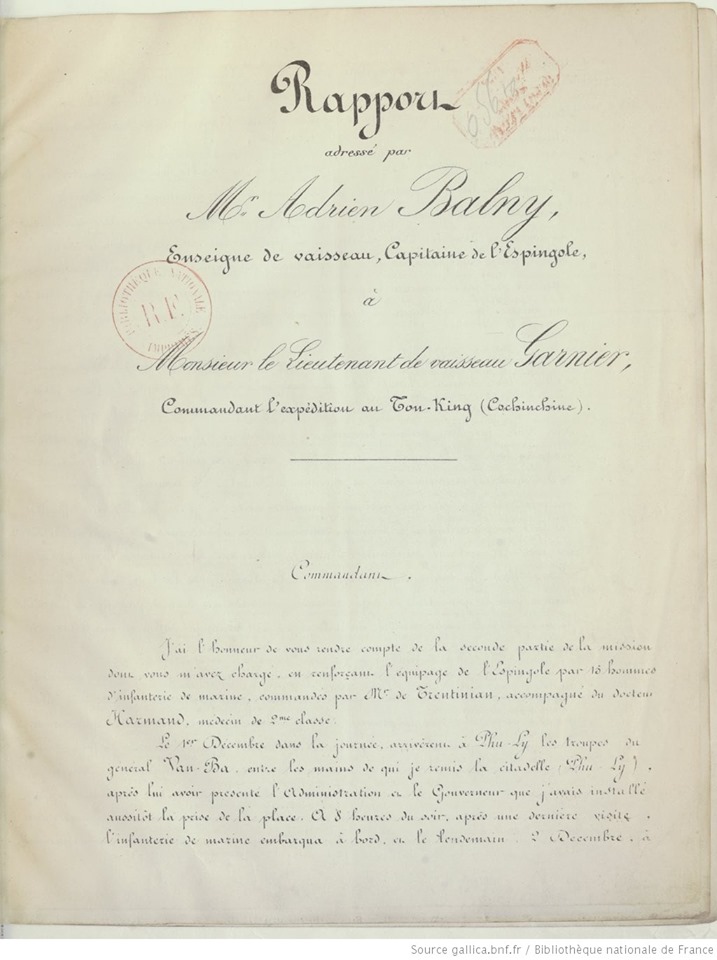 Rapport
adressé par
Mr Adrien Balny,
Enseigne de vaisseau, Capitaine de l'Espingole,
à
BIBLIOTHÈQUE NATIONALE
R.F.
IMPRIMÉS
Monsieur le Lieutenant de vaisseau Garnier,
Commandant l'expédition au Ton-King (Cochinchine).
Commandant.
J'ai l'honneur de vous rendre compte de la seconde partie de la mission
dont vous m'avez chargé, en renforçant l'équipage de l'Espingole par 15 hommes
d'infanterie de marine, commandés par Mr de Trentinian, accompagné du docteur
Harmand, médecin de 2me classe.
Le 1er Décembre dans la journée, arrivèrent à Phu-Ly les troupes du
général Van-Ba, entre les mains de qui je remis la citadelle (Phu-Ly),
après lui avoir présenté l'Administration et le Gouverneur que j'avais installé
aussitôt la prise de la place. A 8 heures du soir, après une dernière visite,
l'infanterie de marine embarqua à bord, et le lendemain 2 Décembre, à
Source gallica.bnf.fr / Bibliothèque nationale de France